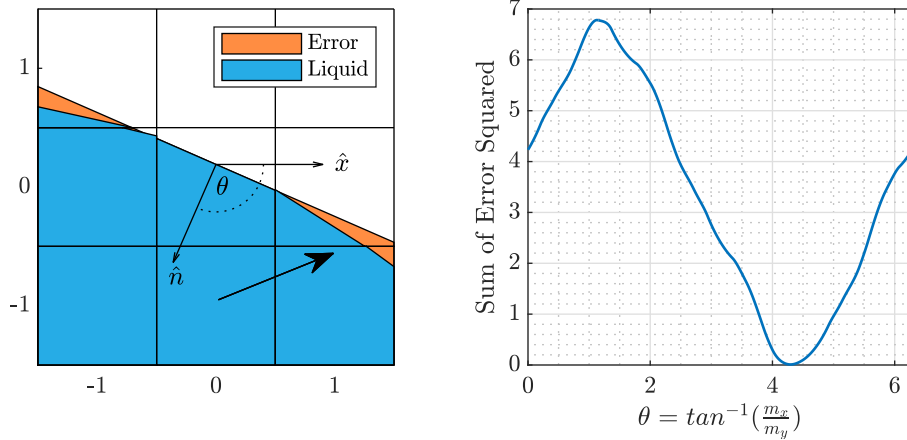 1
0
-1
-1 0 1
Error
Liquid
x̂
θ
n̂
7
6
5
4
3
2
1
0
0 2 4 6
Sum of Error Squared
θ = tan⁻¹(m_x/m_y)